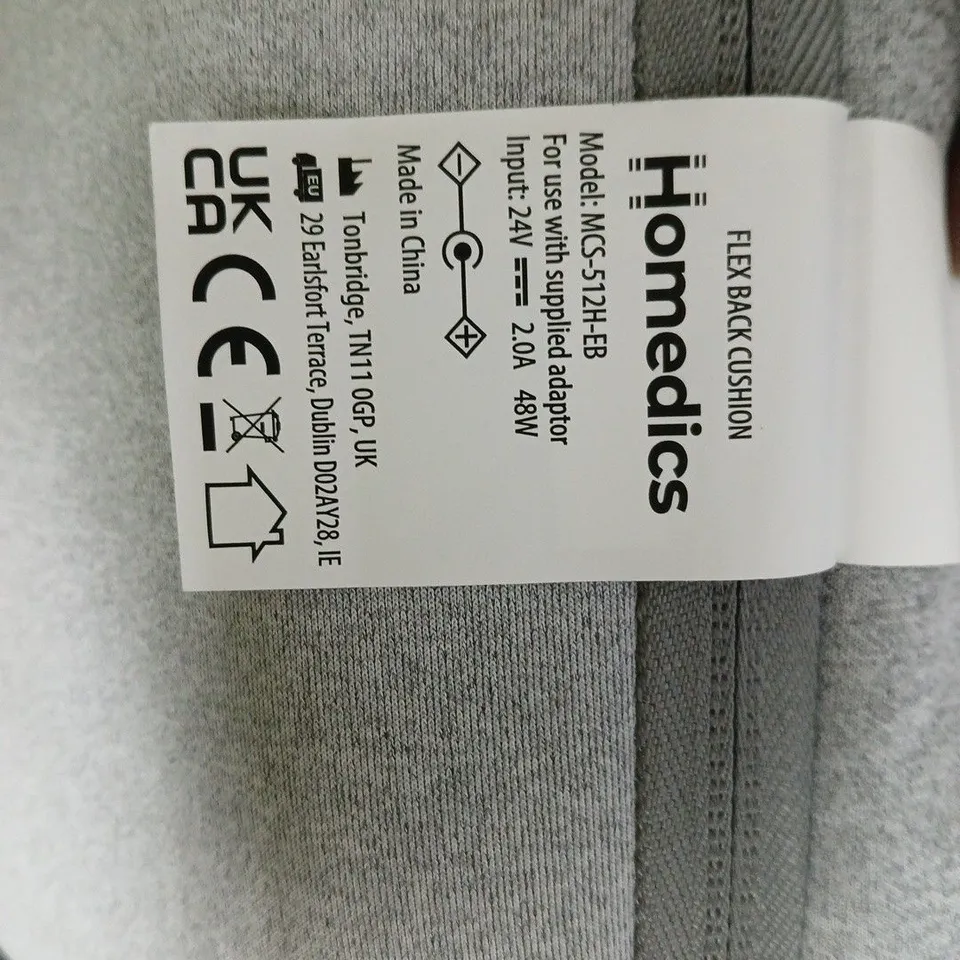 FLEX BACK CUSHION
Homedics
Model: MCS-512H-EB
For use with supplied adaptor
Input: 24V ⎓ 2.0A 48W
Made in China
Tonbridge, TN11 0GP, UK
EU 29 Earlsfort Terrace, Dublin D02AY28, IE
UK
CA CE